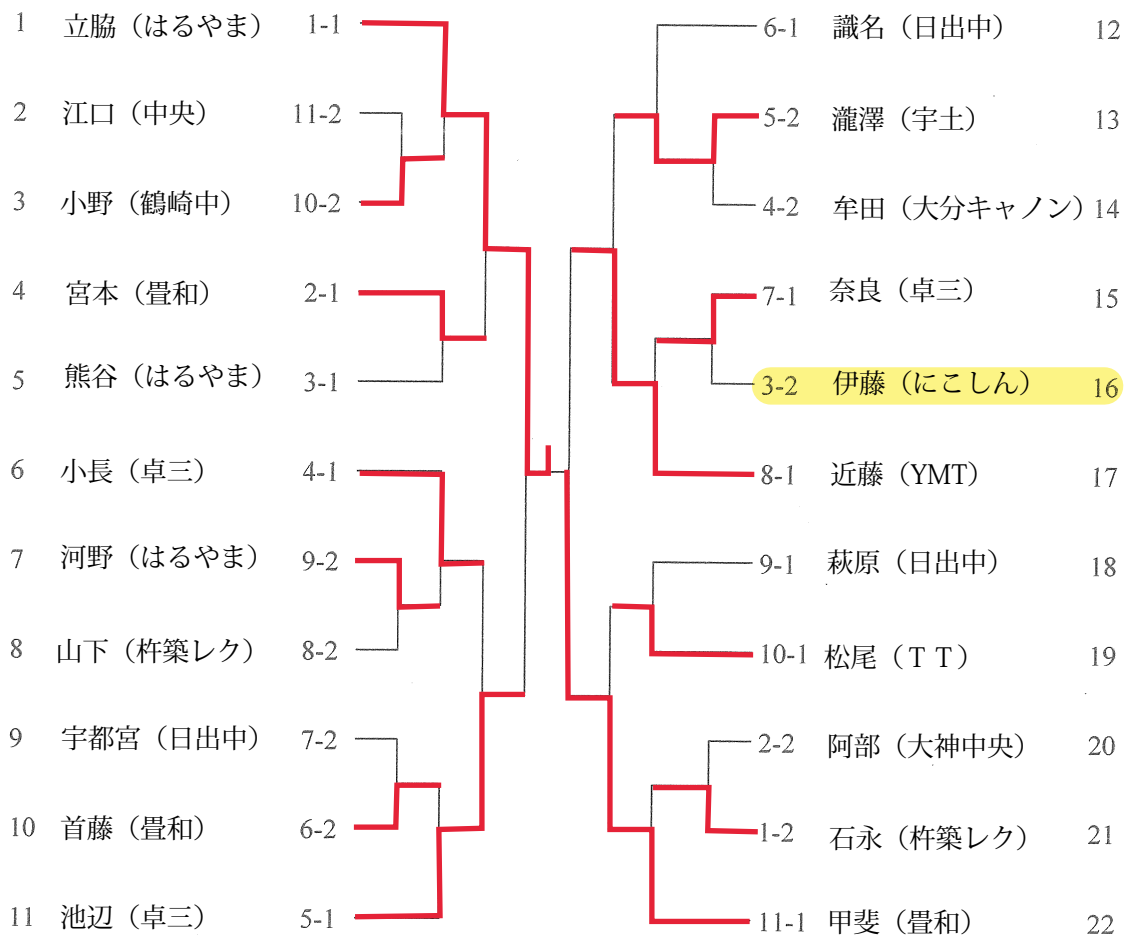 1 立脇（はるやま） 1-1
2 江口（中央） 11-2
3 小野（鶴崎中） 10-2
4 宮本（畳和） 2-1
5 熊谷（はるやま） 3-1
6 小長（卓三） 4-1
7 河野（はるやま） 9-2
8 山下（杵築レク） 8-2
9 宇都宮（日出中） 7-2
10 首藤（畳和） 6-2
11 池辺（卓三） 5-1
6-1 識名（日出中） 12
5-2 瀧澤（宇土） 13
4-2 牟田（大分キャノン） 14
7-1 奈良（卓三） 15
3-2 伊藤（にこしん） 16
8-1 近藤（YMT） 17
9-1 萩原（日出中） 18
10-1 松尾（ＴＴ） 19
2-2 阿部（大神中央） 20
1-2 石永（杵築レク） 21
11-1 甲斐（畳和） 22